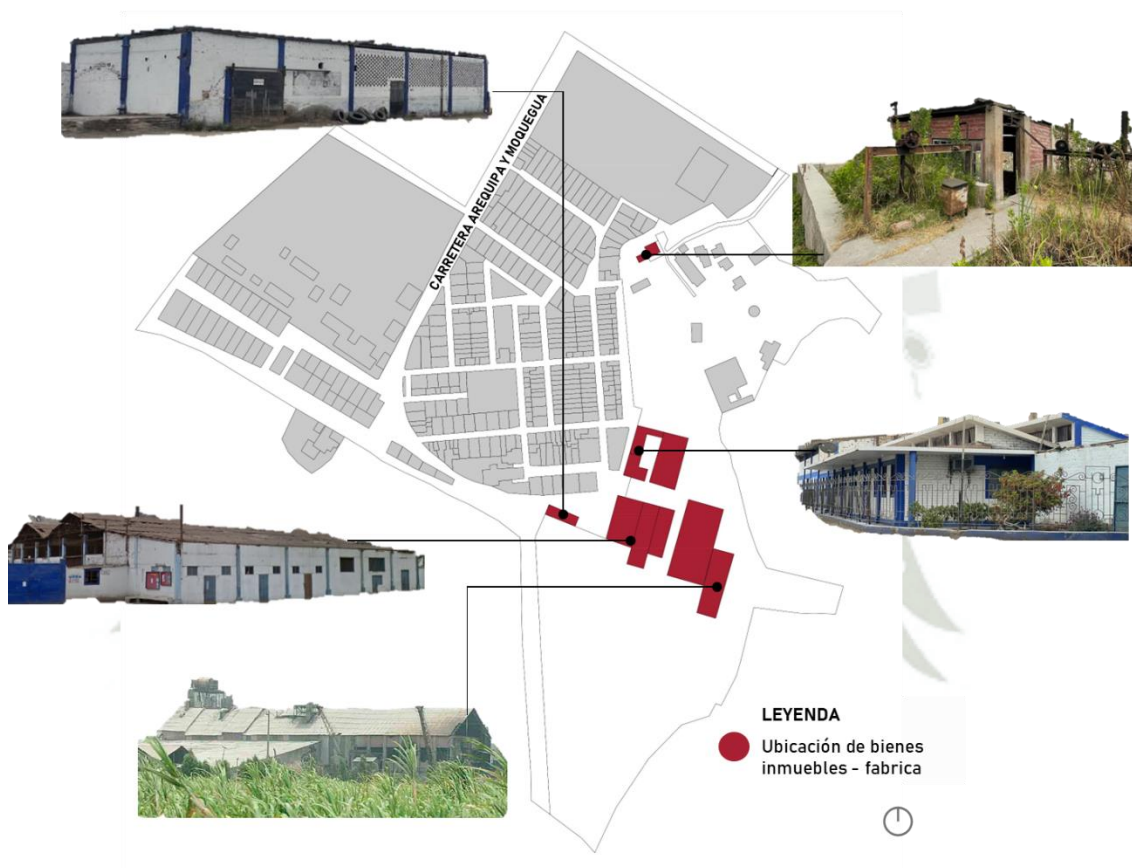 CARRETERA AREQUIPA Y MOQUEGUA
LEYENDA
Ubicación de bienes
inmuebles - fabrica